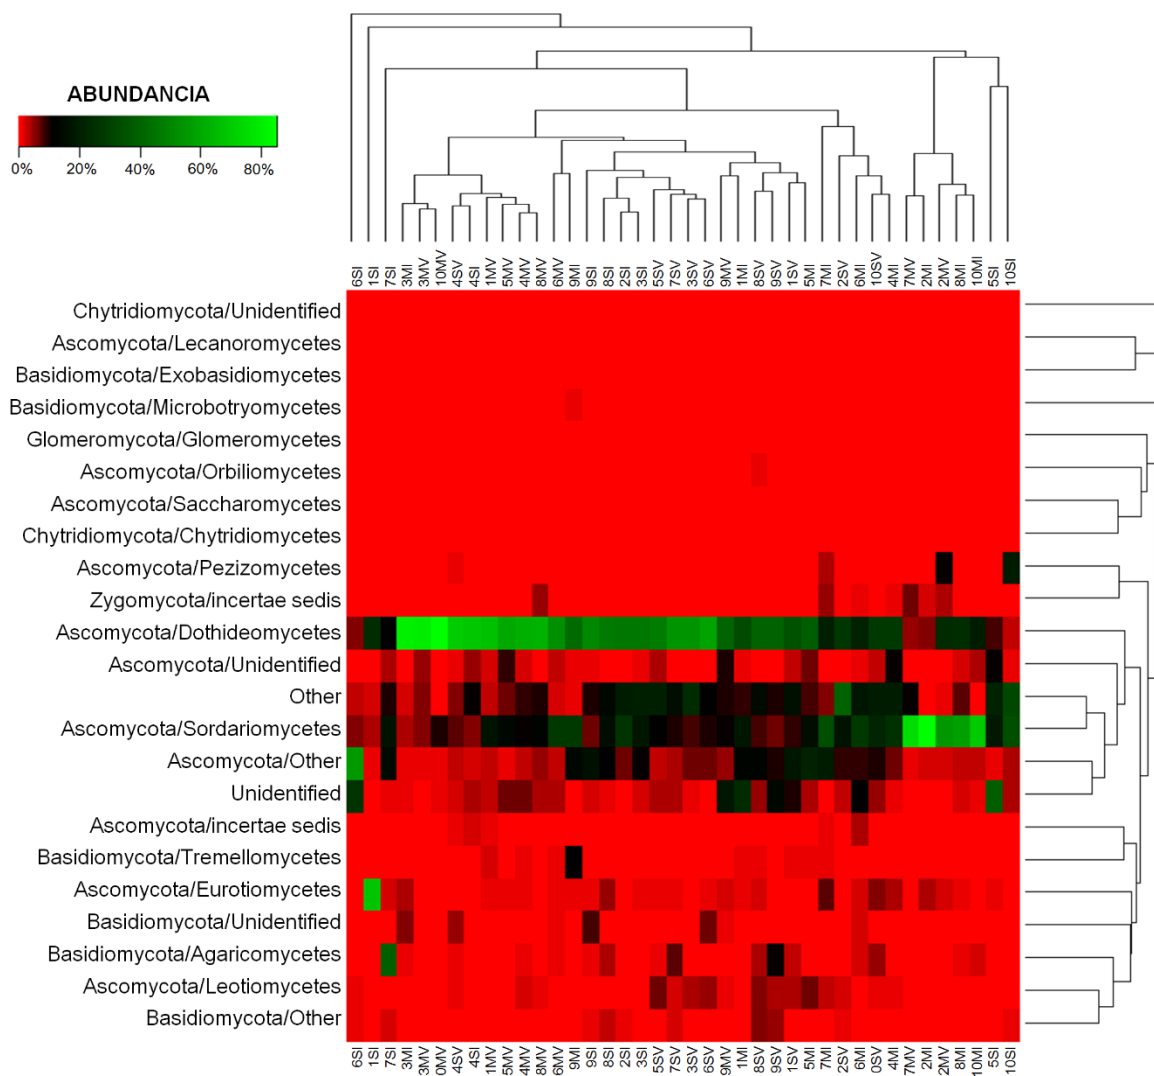 ABUNDANCIA
0% 20% 40% 60% 80%
6SI 1SI 7SI 3MI 3MV 10MV 4SV 4SI 1MV 5MV 4MV 8MV 6MV 9MI 9SI 8SI 2SI 3SI 5SV 7SV 3SV 6SV 9MV 1MI 8SV 9SV 1SV 5MI 7MI 2SV 6MI 10SV 4MI 7MV 2MI 2MV 8MI 10MI 5SI 10SI
Chytridiomycota/Unidentified
Ascomycota/Lecanoromycetes
Basidiomycota/Exobasidiomycetes
Basidiomycota/Microbotryomycetes
Glomeromycota/Glomeromycetes
Ascomycota/Orbiliomycetes
Ascomycota/Saccharomycetes
Chytridiomycota/Chytridiomycetes
Ascomycota/Pezizomycetes
Zygomycota/incertae sedis
Ascomycota/Dothideomycetes
Ascomycota/Unidentified
Other
Ascomycota/Sordariomycetes
Ascomycota/Other
Unidentified
Ascomycota/incertae sedis
Basidiomycota/Tremellomycetes
Ascomycota/Eurotiomycetes
Basidiomycota/Unidentified
Basidiomycota/Agaricomycetes
Ascomycota/Leotiomycetes
Basidiomycota/Other
6SI 1SI 7SI 3MI 3MV 0MV 4SV 4SI 1MV 5MV 4MV 8MV 6MV 9MI 9SI 8SI 2SI 3SI 5SV 7SV 3SV 6SV 9MV 1MI 8SV 9SV 1SV 5MI 7MI 2SV 6MI 0SV 4MI 7MV 2MI 2MV 8MI 10MI 5SI 10SI